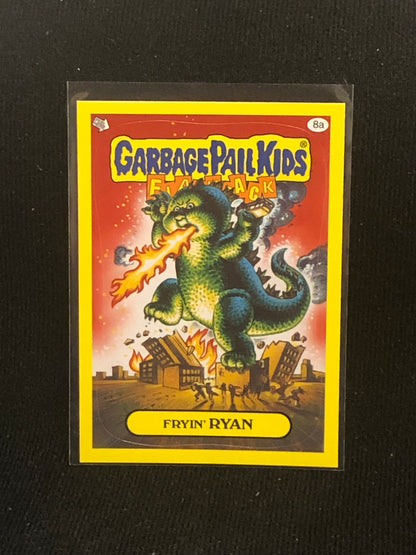 8a
GARBAGE PAIL KIDS®
FLASHBACK
FRYIN' RYAN